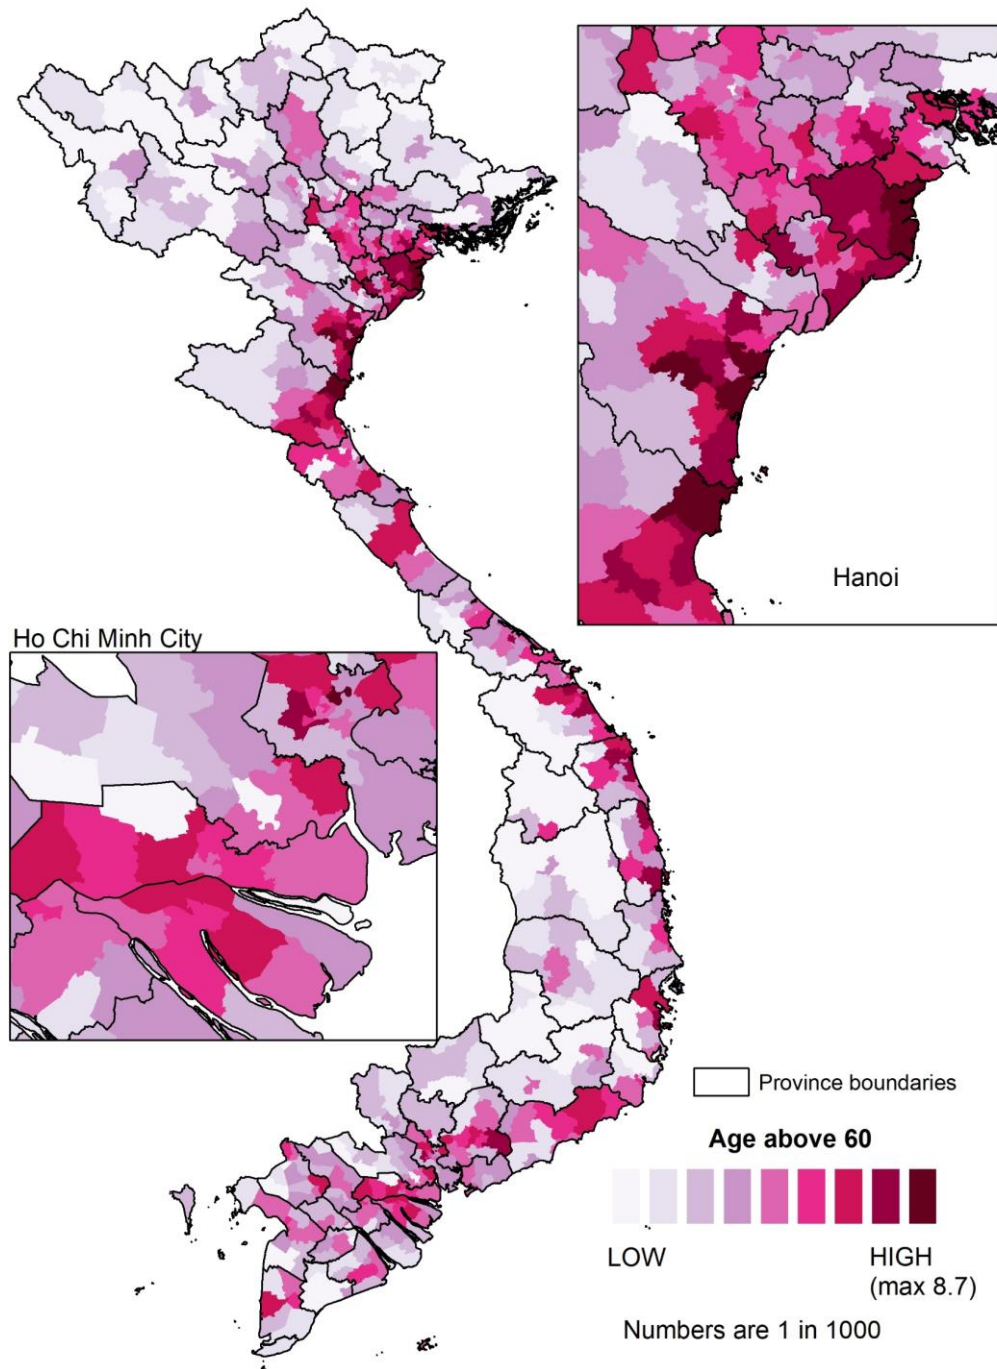 Hanoi
Ho Chi Minh City
Province boundaries
Age above 60
LOW
HIGH
(max 8.7)
Numbers are 1 in 1000